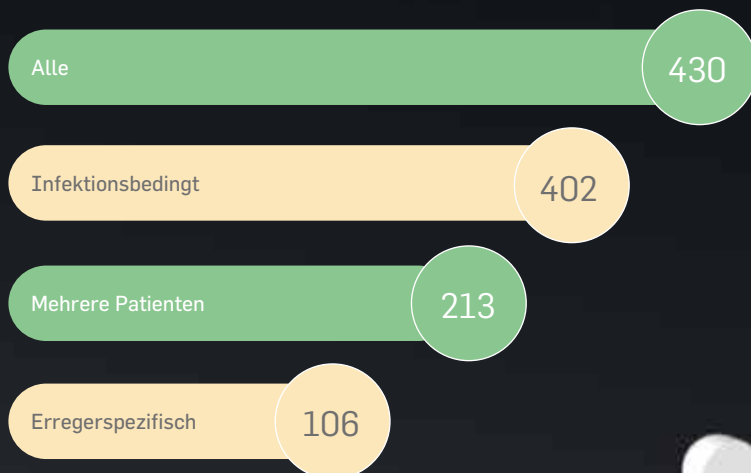 Alle
430
Infektionsbedingt
402
Mehrere Patienten
213
Erregerspezifisch
106